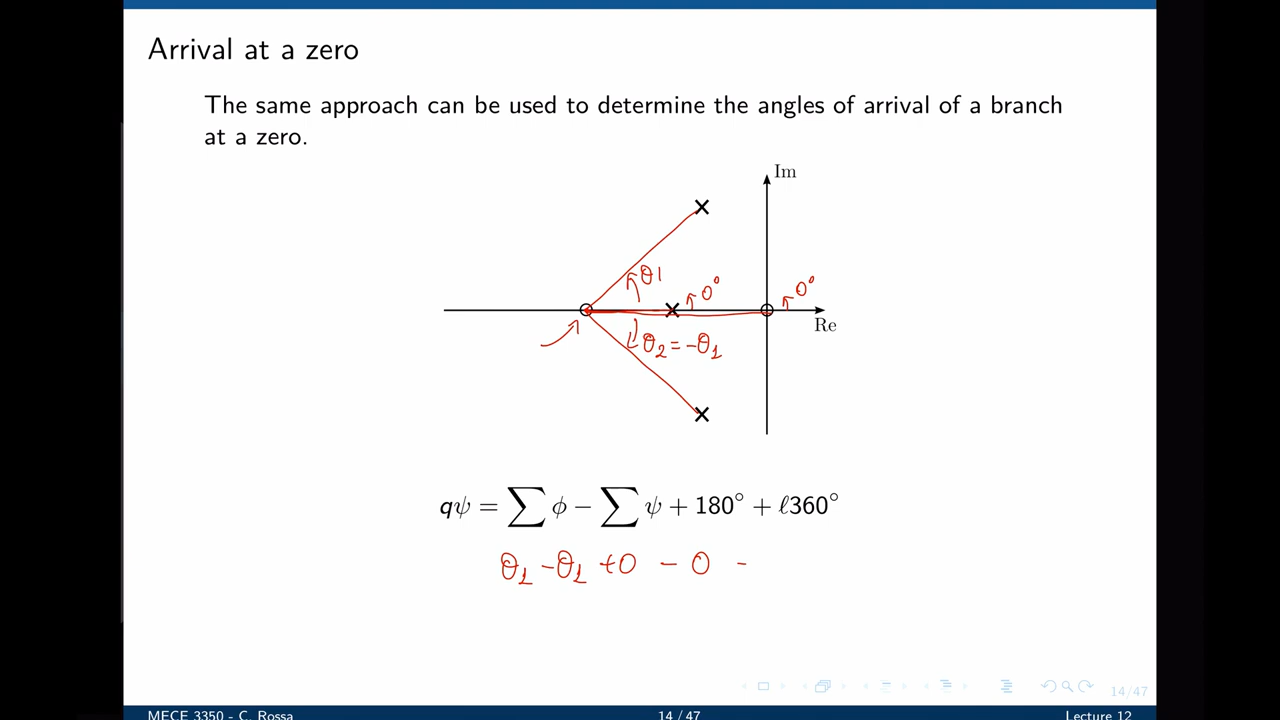 Arrival at a zero
The same approach can be used to determine the angles of arrival of a branch
at a zero.
Im
θ1
0°
0°
Re
θ₂ = -θ₁
qψ = ∑ ϕ − ∑ ψ + 180° + ℓ360°
θ₁ - θ₁ + 0 - 0 -
14/47
MECE 3350 - C. Rossa
14 / 47
Lecture 12